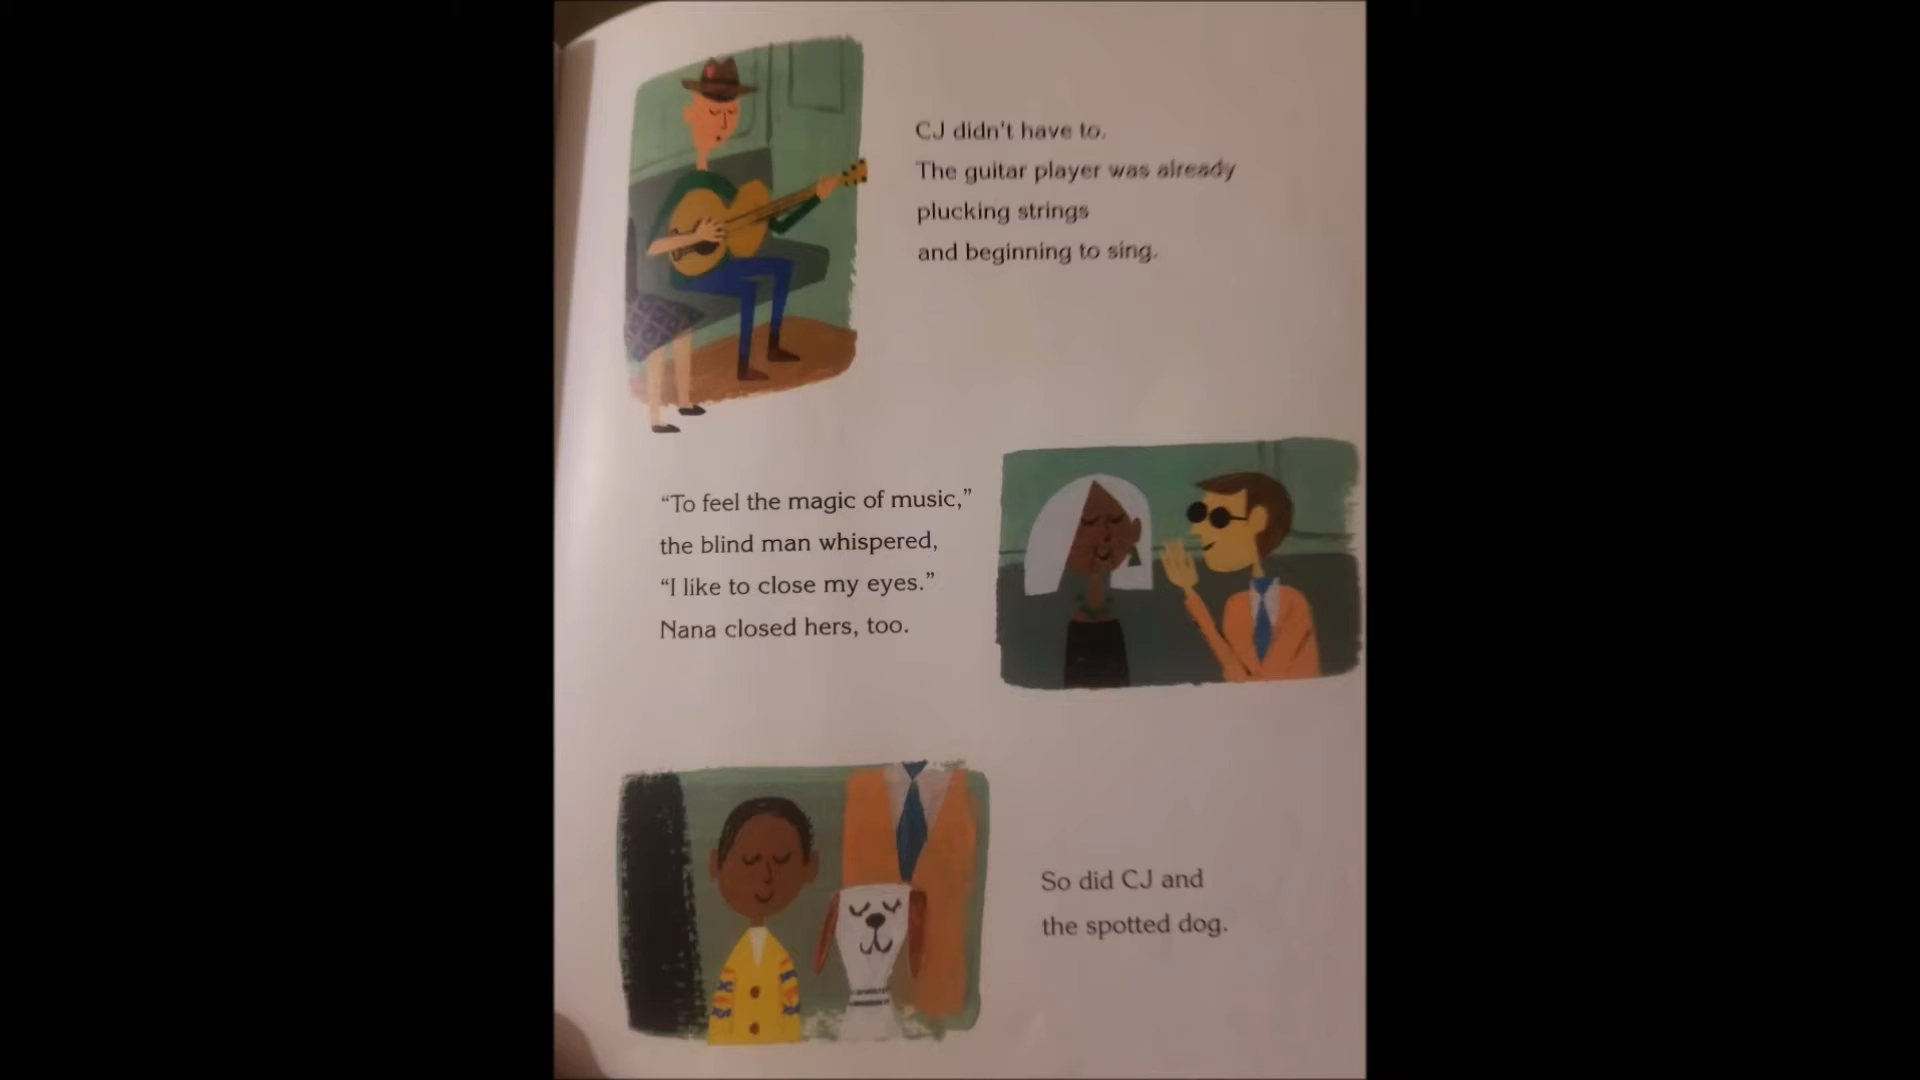 CJ didn't have to.
The guitar player was already
plucking strings
and beginning to sing.
“To feel the magic of music,”
the blind man whispered,
“I like to close my eyes.”
Nana closed hers, too.
So did CJ and
the spotted dog.